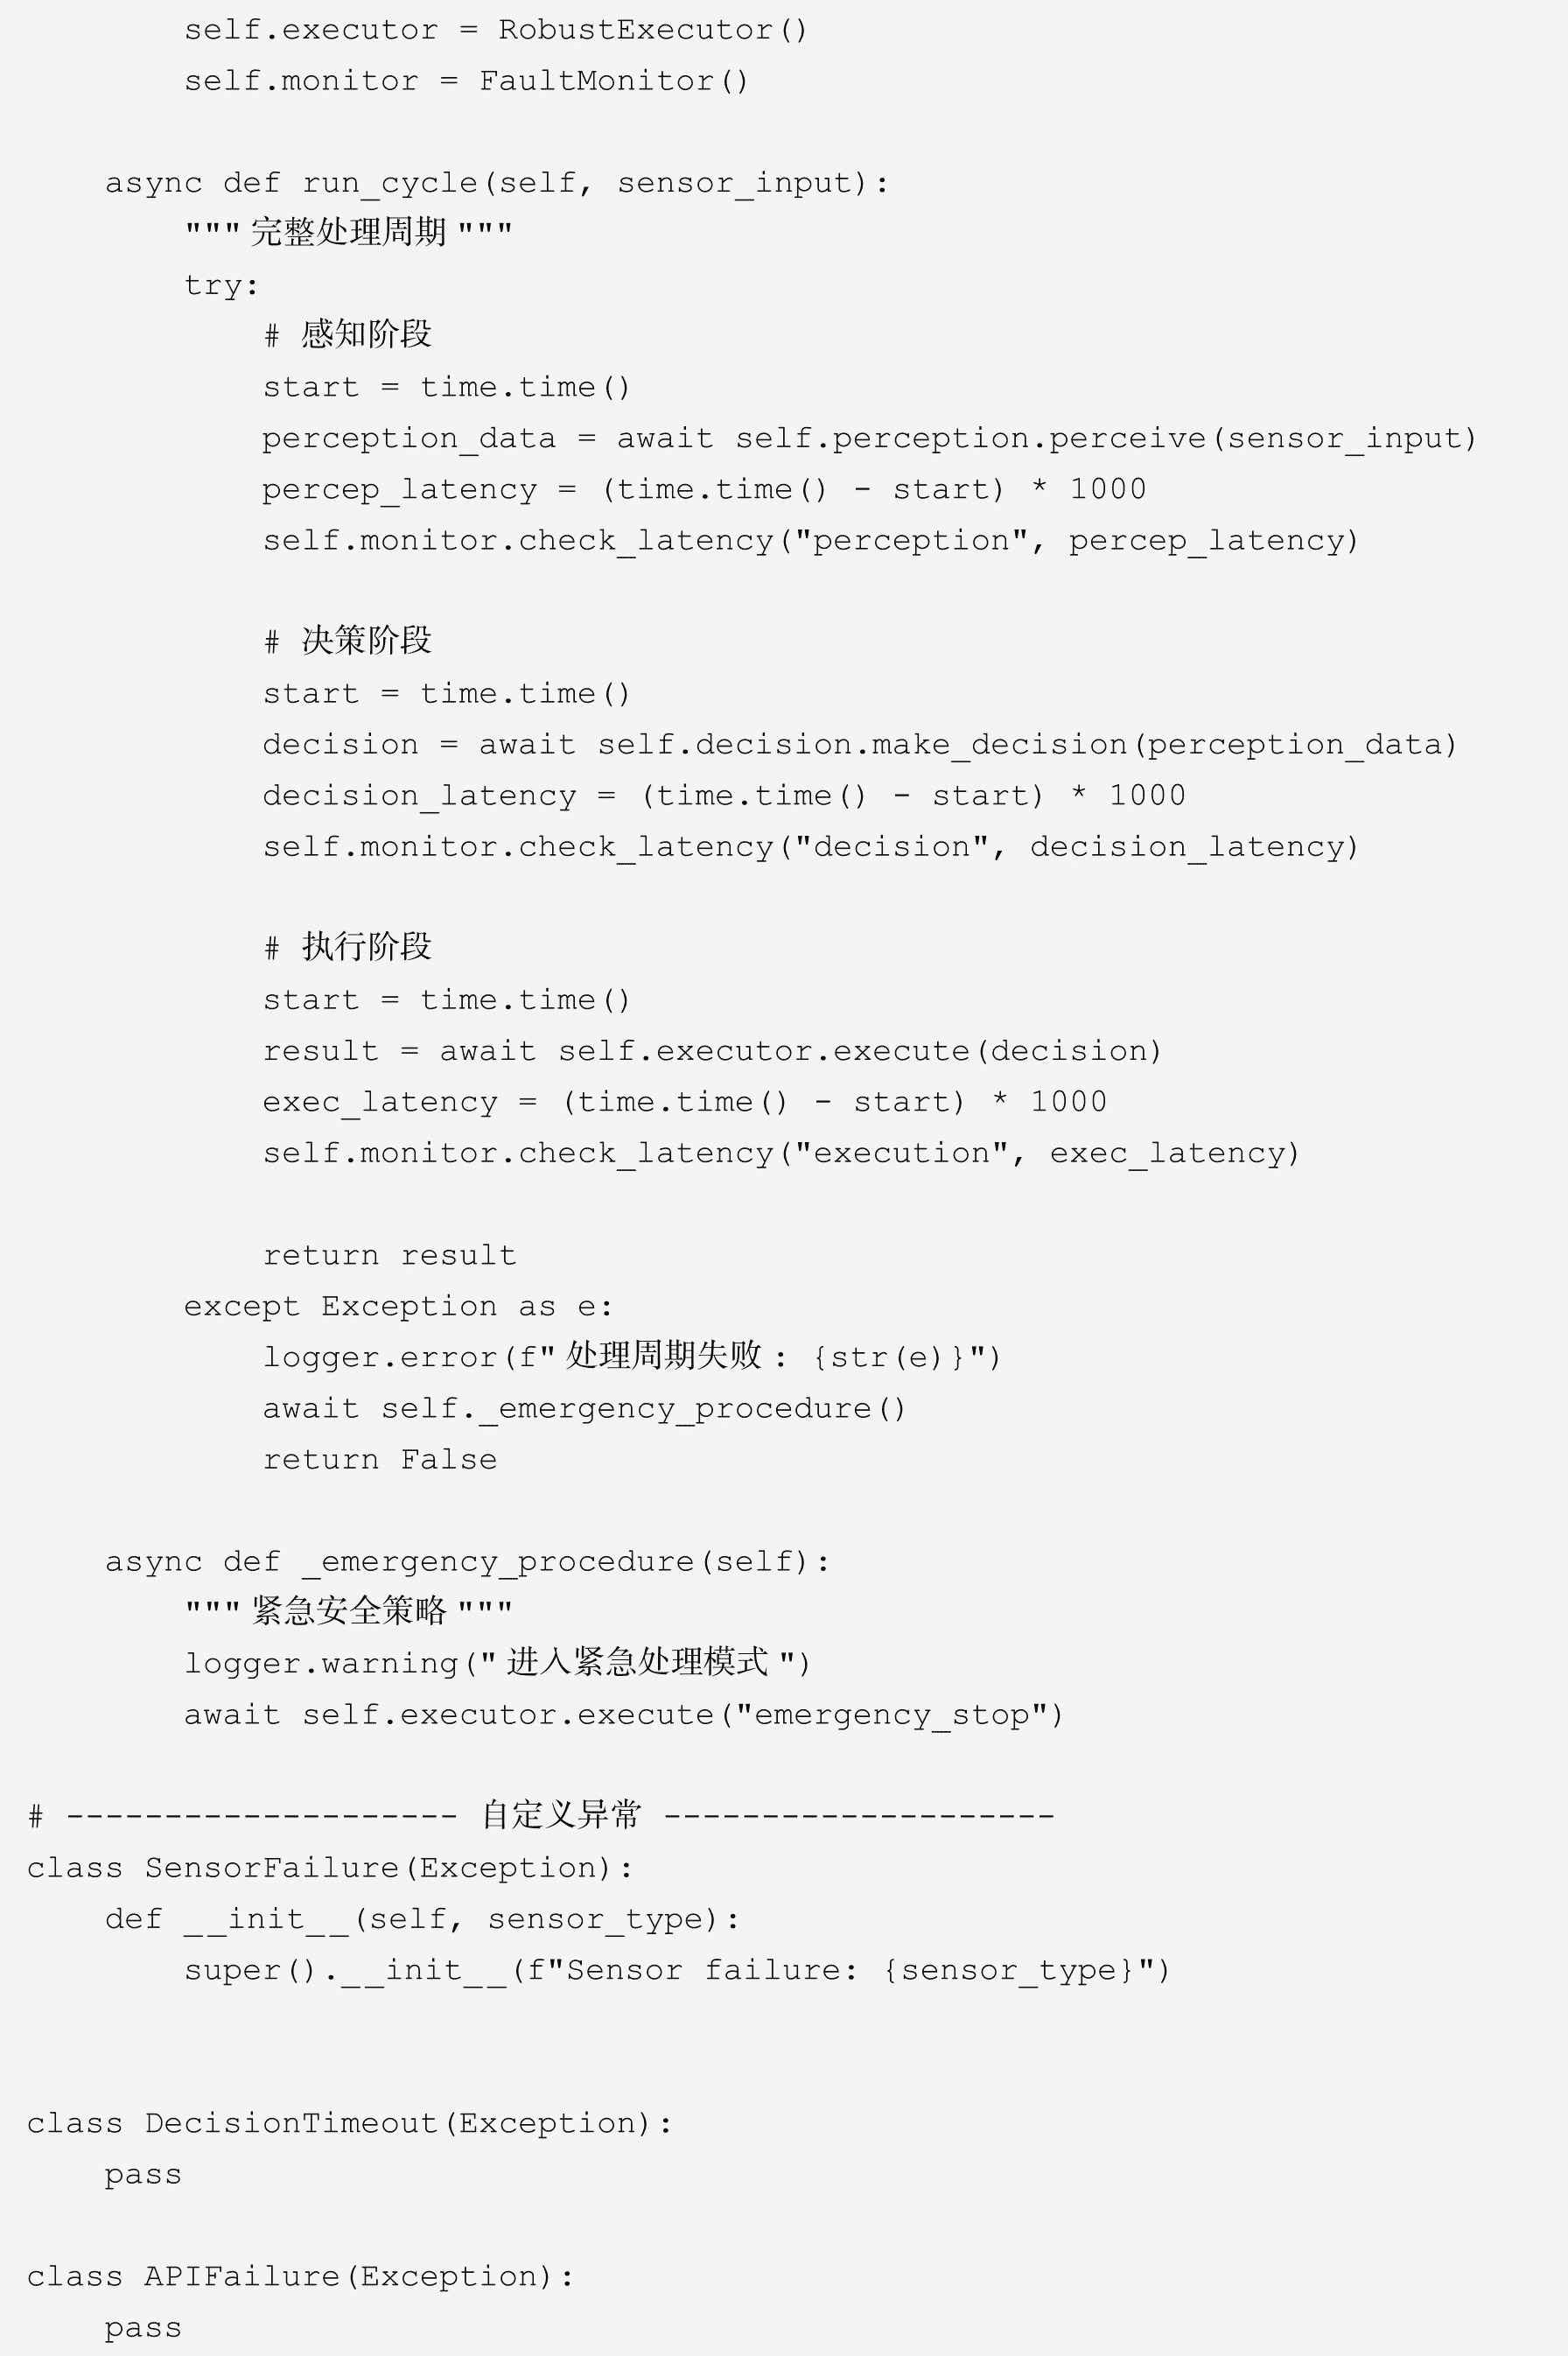 self.executor = RobustExecutor()
        self.monitor = FaultMonitor()

    async def run_cycle(self, sensor_input):
        """ 完整处理周期 """
        try:
            # 感知阶段
            start = time.time()
            perception_data = await self.perception.perceive(sensor_input)
            percep_latency = (time.time() - start) * 1000
            self.monitor.check_latency("perception", percep_latency)

            # 决策阶段
            start = time.time()
            decision = await self.decision.make_decision(perception_data)
            decision_latency = (time.time() - start) * 1000
            self.monitor.check_latency("decision", decision_latency)

            # 执行阶段
            start = time.time()
            result = await self.executor.execute(decision)
            exec_latency = (time.time() - start) * 1000
            self.monitor.check_latency("execution", exec_latency)

            return result
        except Exception as e:
            logger.error(f" 处理周期失败 : {str(e)}")
            await self._emergency_procedure()
            return False

    async def _emergency_procedure(self):
        """ 紧急安全策略 """
        logger.warning(" 进入紧急处理模式 ")
        await self.executor.execute("emergency_stop")

# -------------------- 自定义异常 --------------------
class SensorFailure(Exception):
    def __init__(self, sensor_type):
        super().__init__(f"Sensor failure: {sensor_type}")


class DecisionTimeout(Exception):
    pass

class APIFailure(Exception):
    pass